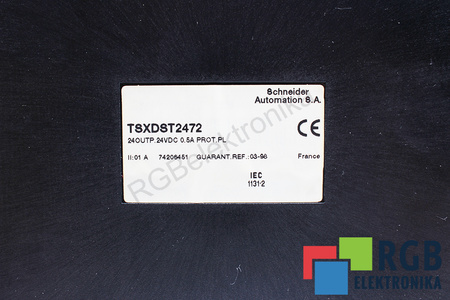 Schneider
Automation S.A.
TSXDST2472
24OUTP.24VDC 0.5A PROT.PL
II:01 A 74206451 GUARANT.REF.:03-96 France
IEC
1131-2
CE
RGBelektronika
RGB
ELEKTRONIKA